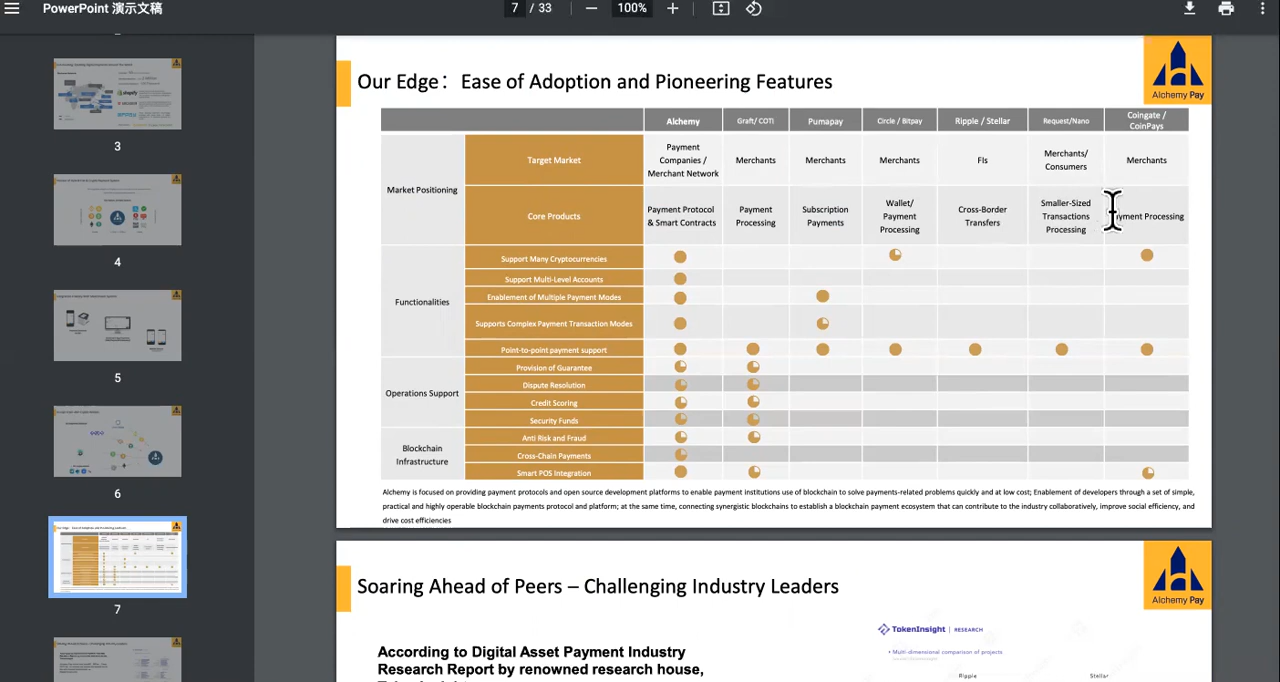 PowerPoint 演示文稿
7 / 33
100%
3
4
5
6
7
Our Edge：Ease of Adoption and Pioneering Features
Alchemy Pay
Alchemy
Graft/ COTI
Pumapay
Circle / Bitpay
Ripple / Stellar
Request/Nano
Coingate /
CoinPays
Market Positioning
Target Market
Payment
Companies /
Merchant Network
Merchants
Merchants
Merchants
FIs
Merchants/
Consumers
Merchants
Core Products
Payment Protocol
& Smart Contracts
Payment
Processing
Subscription
Payments
Wallet/
Payment
Processing
Cross-Border
Transfers
Smaller-Sized
Transactions
Processing
yment Processing
Functionalities
Support Many Cryptocurrencies
Support Multi-Level Accounts
Enablement of Multiple Payment Modes
Supports Complex Payment Transaction Modes
Point-to-point payment support
Operations Support
Provision of Guarantee
Dispute Resolution
Credit Scoring
Security Funds
Blockchain
Infrastructure
Anti Risk and Fraud
Cross-Chain Payments
Smart POS Integration
Alchemy is focused on providing payment protocols and open source development platforms to enable payment institutions use of blockchain to solve payments-related problems quickly and at low cost; Enablement of developers through a set of simple,
practical and highly operable blockchain payments protocol and platform; at the same time, connecting synergistic blockchains to establish a blockchain payment ecosystem that can contribute to the industry collaboratively, improve social efficiency, and
drive cost efficiencies
Soaring Ahead of Peers – Challenging Industry Leaders
Alchemy Pay
TokenInsight | RESEARCH
• Multi-dimensional comparison of projects
According to Digital Asset Payment Industry
Research Report by renowned research house,
Ripple
Stellar